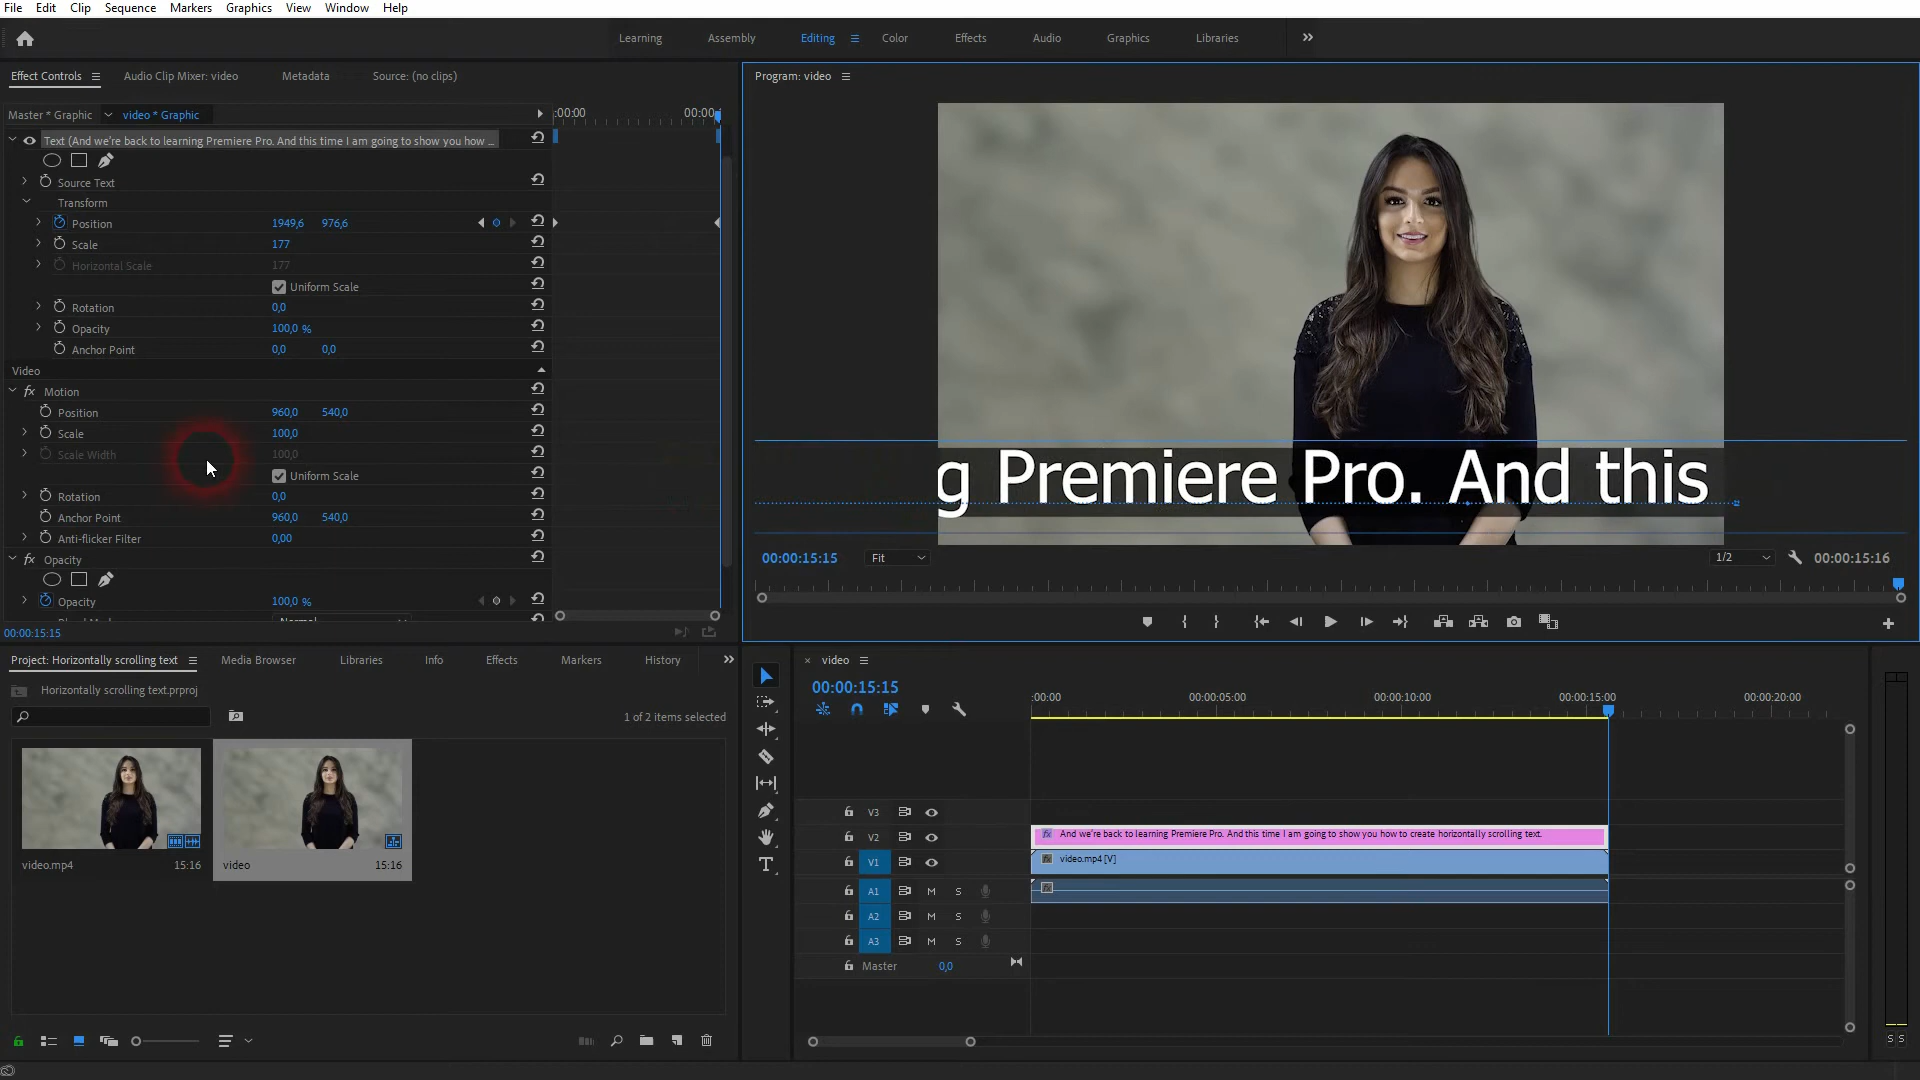 File Edit Clip Sequence Markers Graphics View Window Help
Learning Assembly Editing Color Effects Audio Graphics Libraries
Effect Controls Audio Clip Mixer: video Metadata Source: (no clips)
Program: video
Master * Graphic video * Graphic
:00:00 00:00:
Text (And we're back to learning Premiere Pro. And this time I am going to show you how ...
Source Text
Transform
Position 1949,6 976,6
Scale 177
Horizontal Scale 177
Uniform Scale
Rotation 0,0
Opacity 100,0 %
Anchor Point 0,0 0,0
Video
fx Motion
Position 960,0 540,0
Scale 100,0
Scale Width 100,0
Uniform Scale
Rotation 0,0
Anchor Point 960,0 540,0
Anti-flicker Filter 0,00
fx Opacity
Opacity 100,0 %
00:00:15:15
g Premiere Pro. And this
00:00:15:15 Fit 1/2 00:00:15:16
Project: Horizontally scrolling text Media Browser Libraries Info Effects Markers History
Horizontally scrolling text.prproj
1 of 2 items selected
video.mp4 15:16
video 15:16
video
00:00:15:15
:00:00 00:00:05:00 00:00:10:00 00:00:15:00 00:00:20:00
V3
V2
fx And we're back to learning Premiere Pro. And this time I am going to show you how to create horizontally scrolling text.
V1
fx video.mp4 [V]
A1 M S
fx
A2 M S
A3 M S
Master 0,0
S S